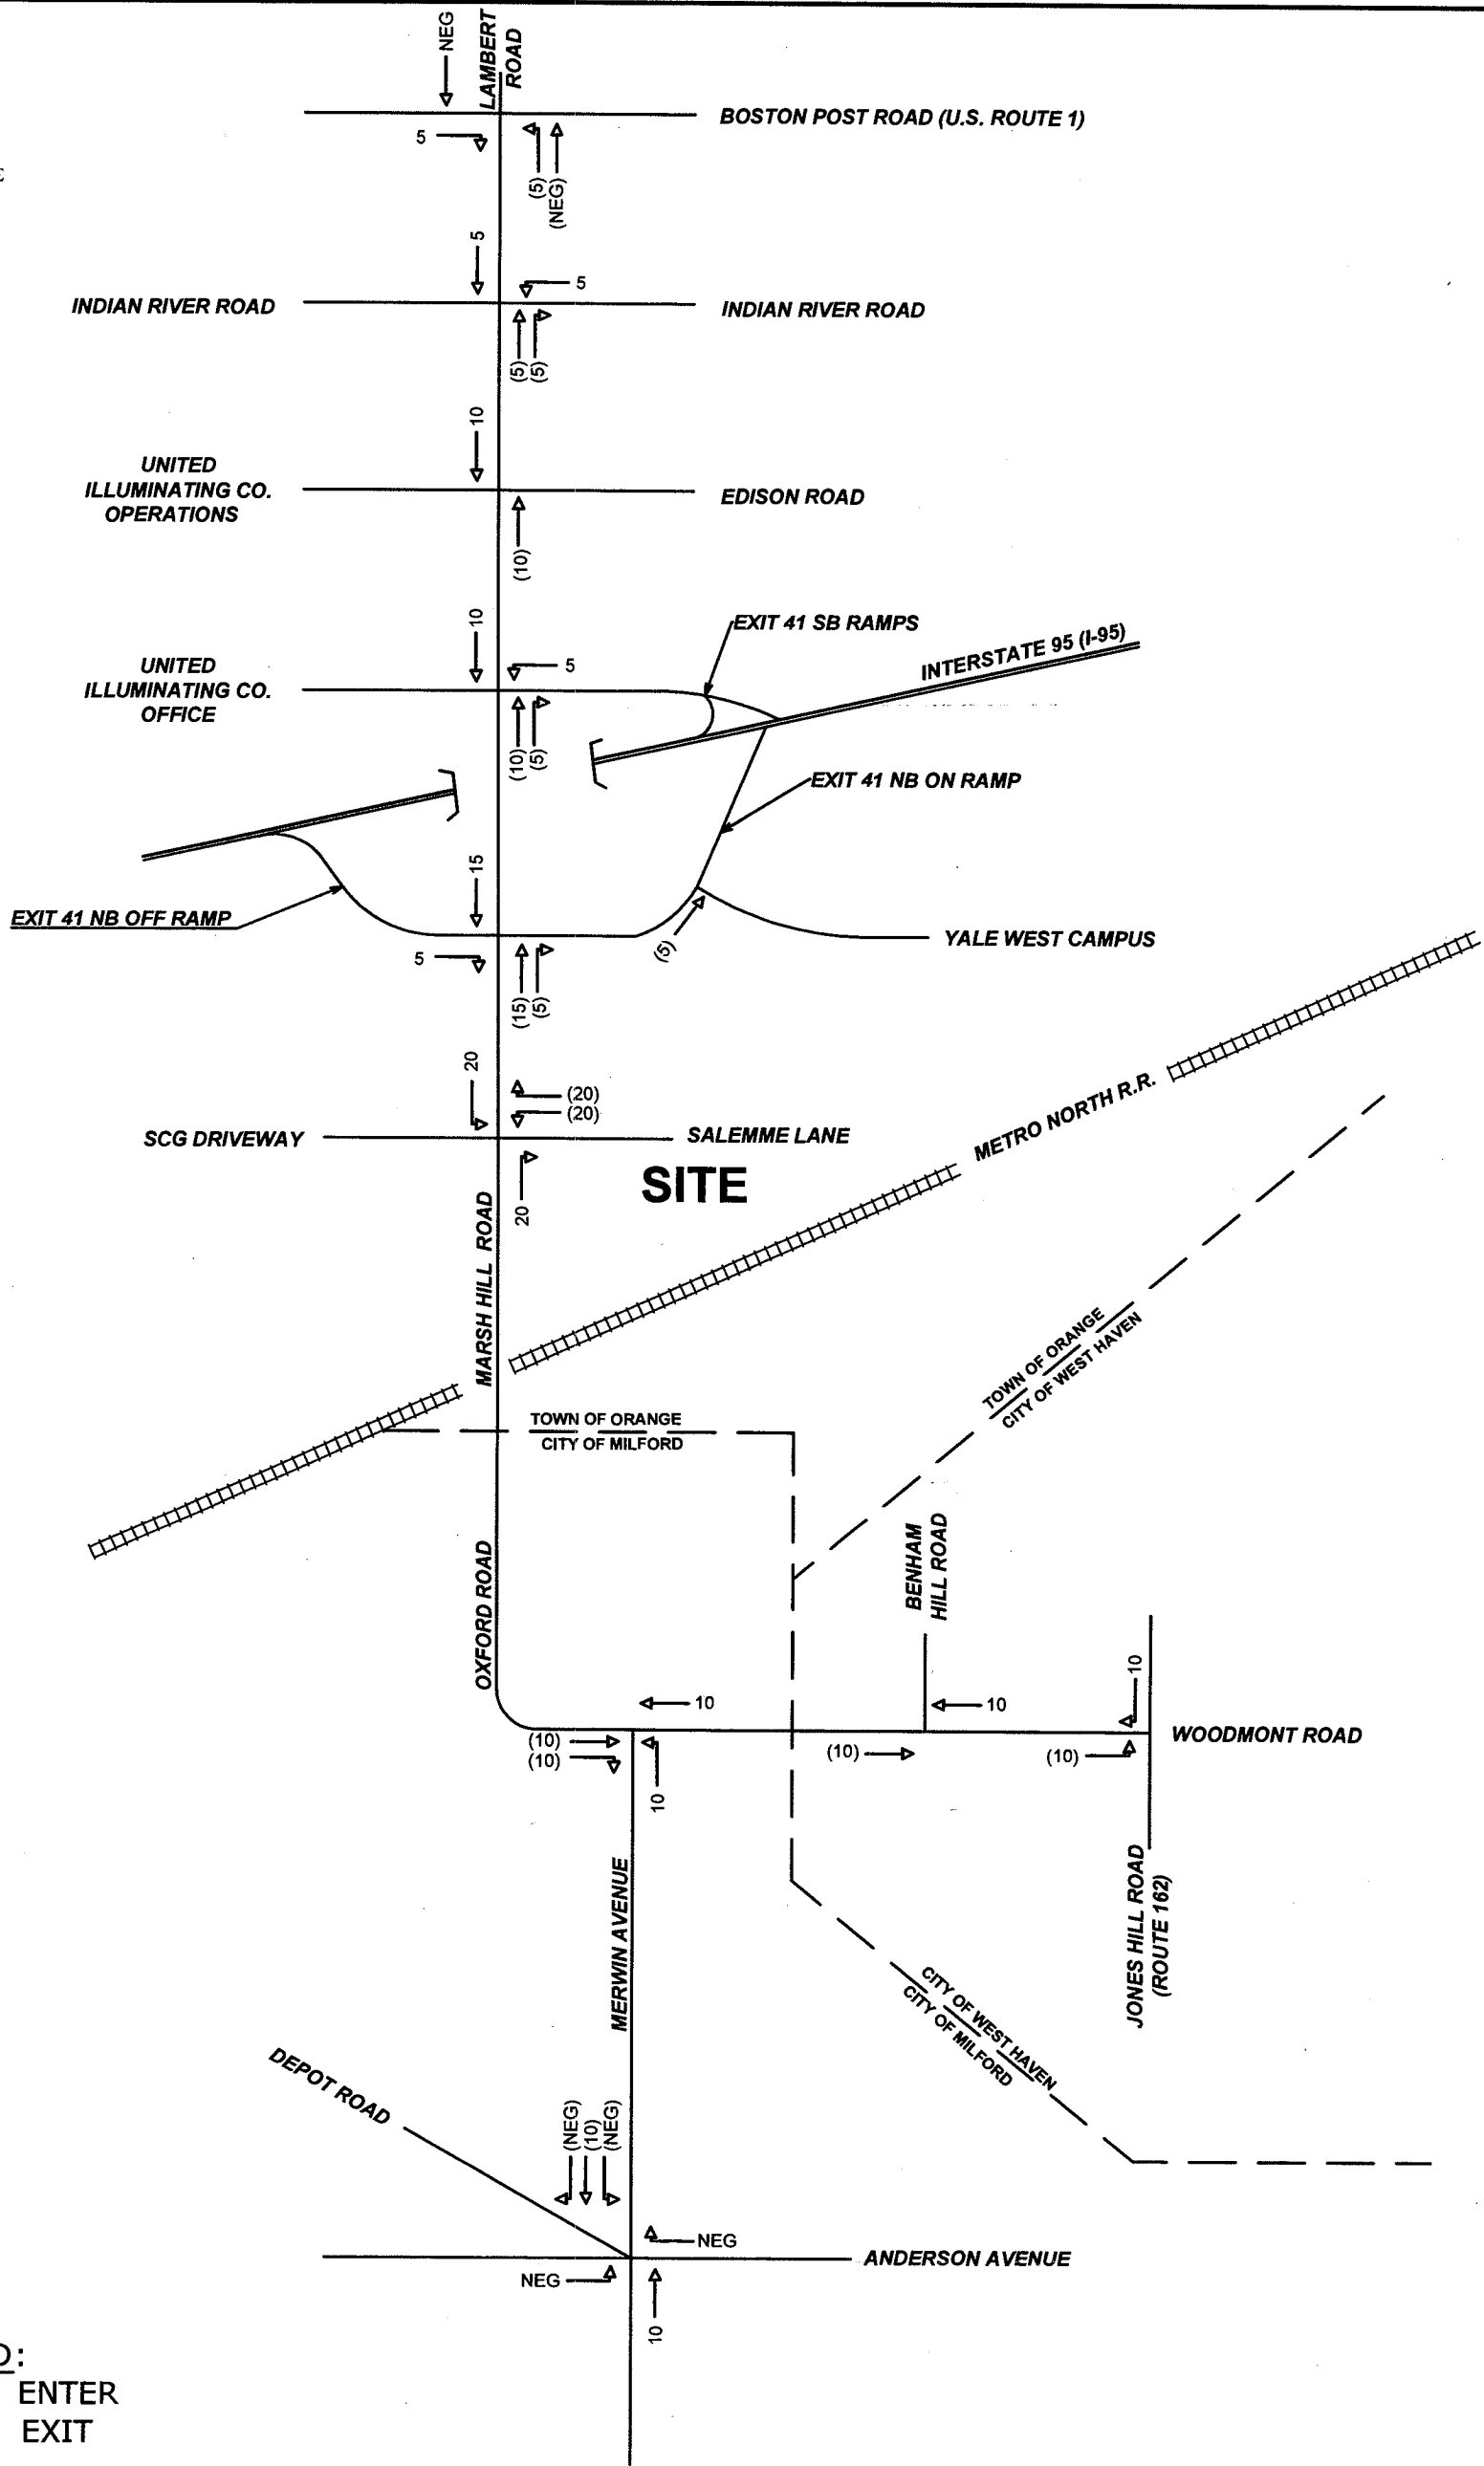 NEG
LAMBERT
ROAD
BOSTON POST ROAD (U.S. ROUTE 1)
5
(5)
(NEG)
5
5
INDIAN RIVER ROAD
INDIAN RIVER ROAD
(5)
(5)
10
UNITED
ILLUMINATING CO.
OPERATIONS
EDISON ROAD
(10)
10
EXIT 41 SB RAMPS
INTERSTATE 95 (I-95)
5
UNITED
ILLUMINATING CO.
OFFICE
(10)
(5)
EXIT 41 NB ON RAMP
15
EXIT 41 NB OFF RAMP
YALE WEST CAMPUS
5
(5)
(15)
(5)
20
(20)
(20)
METRO NORTH R.R.
SCG DRIVEWAY
SALEMME LANE
SITE
20
MARSH HILL ROAD
TOWN OF ORANGE
CITY OF WEST HAVEN
TOWN OF ORANGE
CITY OF MILFORD
OXFORD ROAD
BENHAM
HILL ROAD
10
10
10
WOODMONT ROAD
(10)
(10)
(10)
(10)
10
MERWIN AVENUE
JONES HILL ROAD
(ROUTE 162)
CITY OF WEST HAVEN
CITY OF MILFORD
DEPOT ROAD
(NEG)
(10)
(NEG)
NEG
ANDERSON AVENUE
NEG
10
D:
ENTER
EXIT